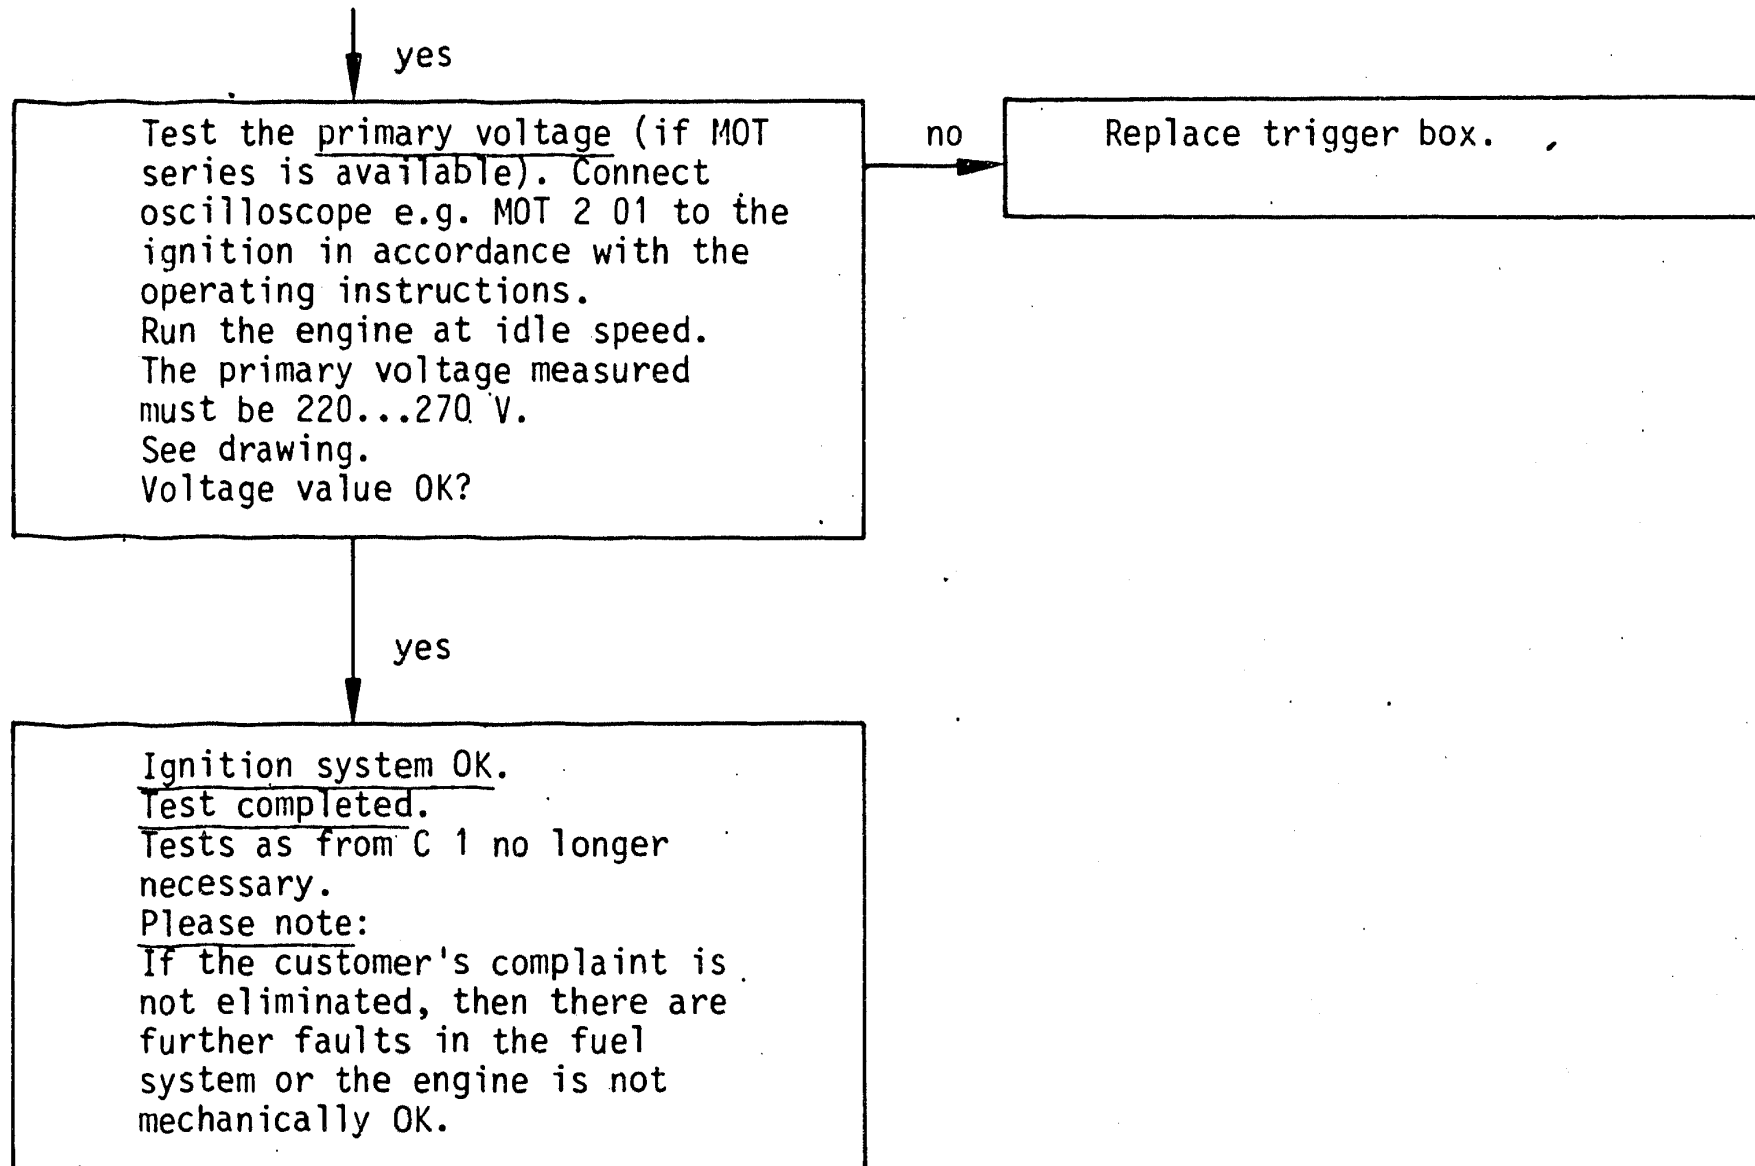 yes
Test the primary voltage (if MOT
series is available). Connect
oscilloscope e.g. MOT 2 01 to the
ignition in accordance with the
operating instructions.
Run the engine at idle speed.
The primary voltage measured
must be 220...270 V.
See drawing.
Voltage value OK?
no
Replace trigger box.
yes
Ignition system OK.
Test completed.
Tests as from C 1 no longer
necessary.
Please note:
If the customer's complaint is
not eliminated, then there are
further faults in the fuel
system or the engine is not
mechanically OK.